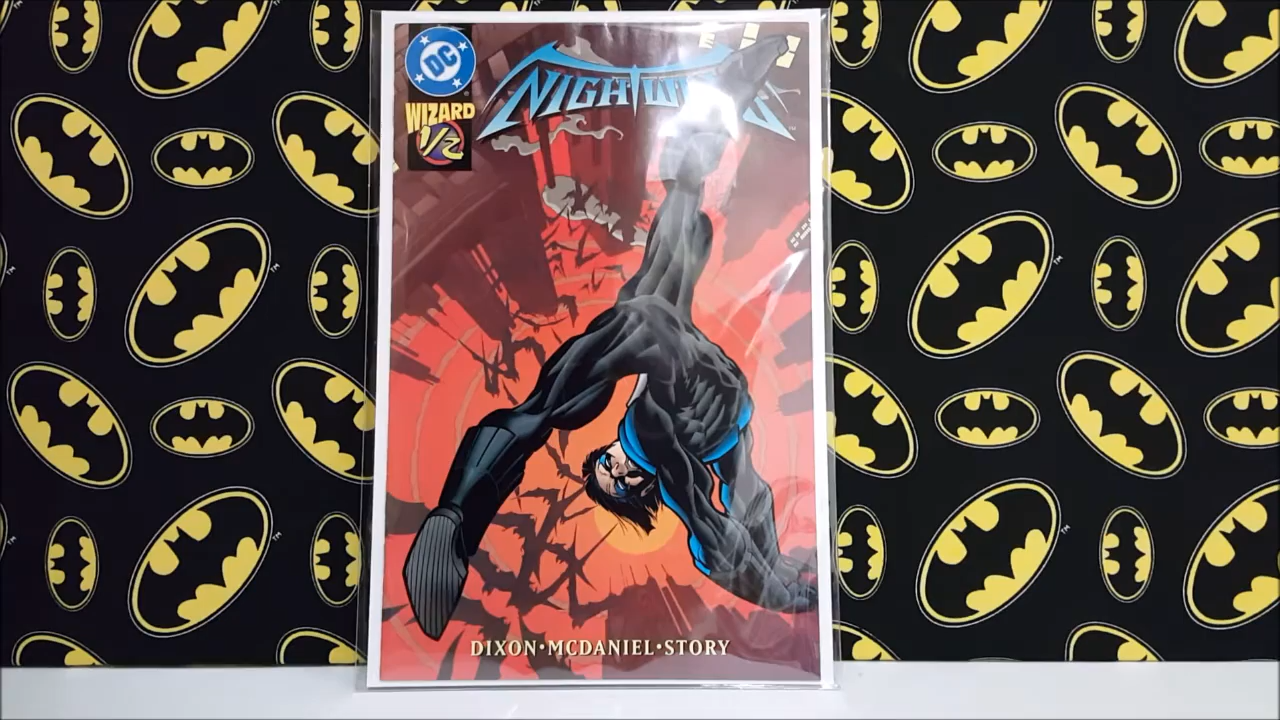 DC
NIGHTWING
WIZARD
1/2
DIXON•MCDANIEL•STORY